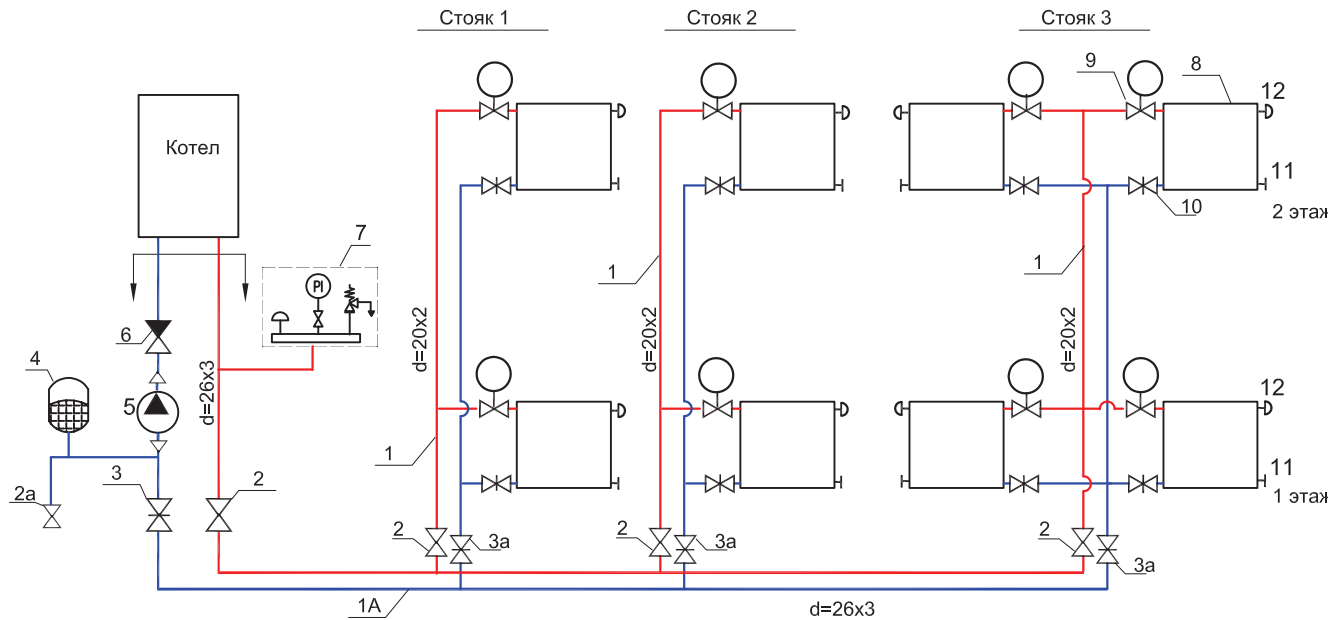 Стояк 1
Стояк 2
Стояк 3
9
8
12
Котел
11
10
2 этаж
7
1
1
PI
6
d=26x3
d=20x2
d=20x2
d=20x2
4
5
12
1
3
2
11
2а
1 этаж
2
3а
2
3а
2
3а
1А
d=26x3